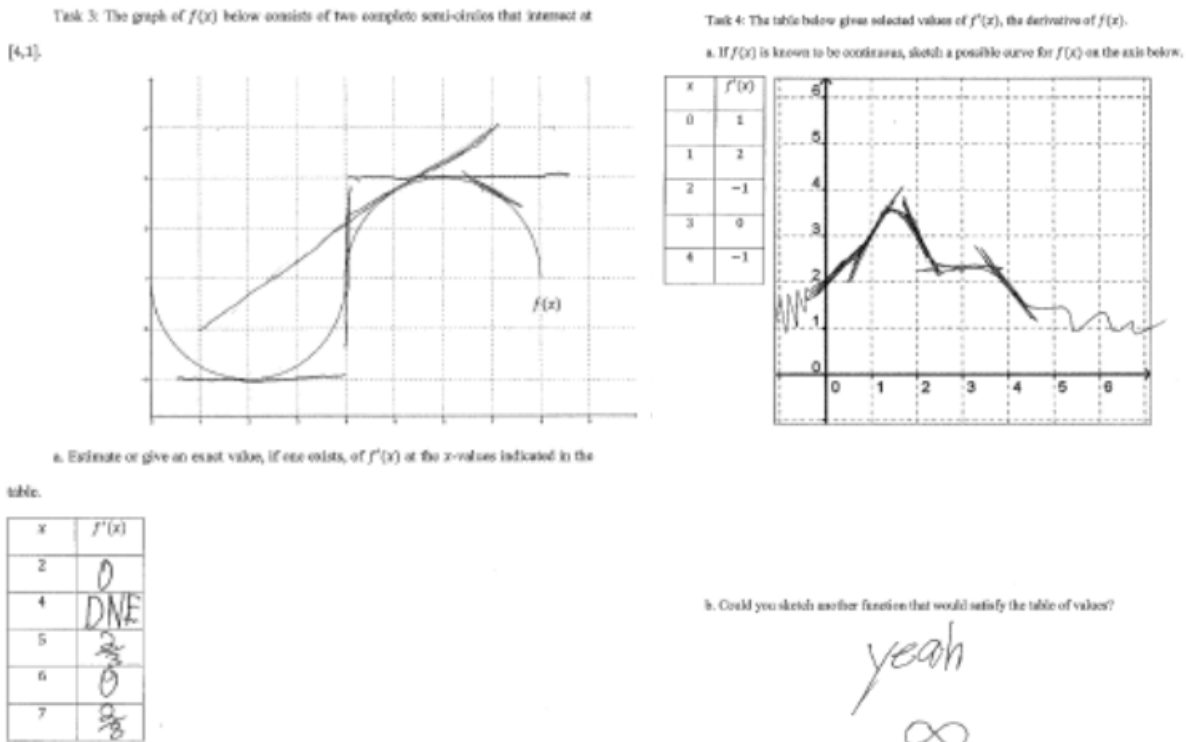 Task 3: The graph of f(x) below consists of two complete semi-circles that intersect at
[4,1].
f(x)
a. Estimate or give an exact value, if one exists, of f'(x) at the x-values indicated in the
table.
x f'(x)
2 0
4 DNE
5
6 0
7
Task 4: The table below gives selected values of f'(x), the derivative of f(x).
a. If f(x) is known to be continuous, sketch a possible curve for f(x) on the axis below.
x f'(x)
0 1
1 2
2 −1
3 0
4 −1
6
5
4
3
2
1
0
0 1 2 3 4 5 6
b. Could you sketch another function that would satisfy the table of values?
yeah
∞